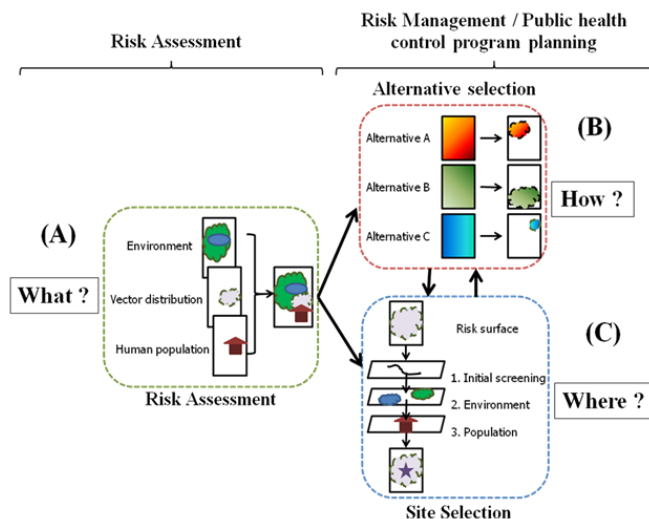 Risk Assessment
Risk Management / Public health
control program planning
Alternative selection
Alternative A
Alternative B
Alternative C
(B)
How ?
(A)
What ?
Environment
Vector distribution
Human population
Risk Assessment
Risk surface
1. Initial screening
2. Environment
3. Population
(C)
Where ?
Site Selection